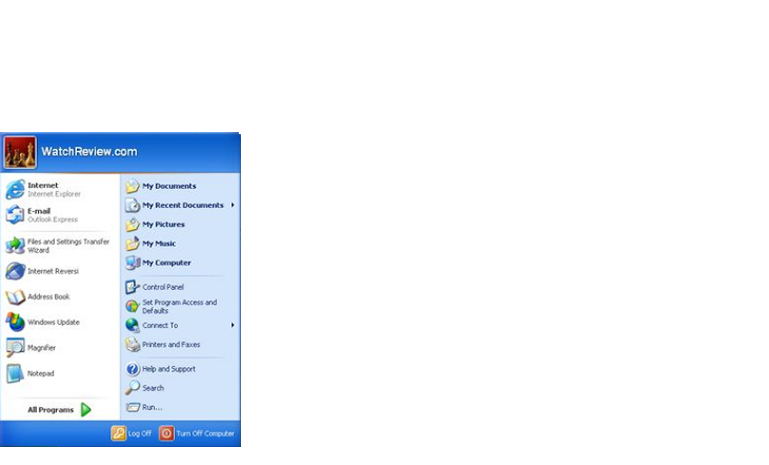 WatchReview.com
Internet
Internet Explorer
E-mail
Outlook Express
Files and Settings Transfer
Wizard
Internet Reversi
Address Book
Windows Update
Magnifier
Notepad
All Programs
My Documents
My Recent Documents
My Pictures
My Music
My Computer
Control Panel
Set Program Access and
Defaults
Connect To
Printers and Faxes
Help and Support
Search
Run...
Log Off
Turn Off Computer